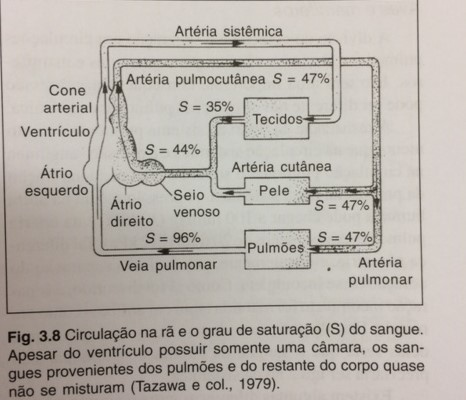 Artéria sistêmica
Artéria pulmocutânea S = 47%
Cone
arterial
S = 35%
Tecidos
Ventrículo
S = 44%
Artéria cutânea
Átrio
esquerdo
Pele
Átrio
direito
Seio
venoso
S = 47%
S = 96%
S = 47%
Pulmões
Veia pulmonar
Artéria
pulmonar
Fig. 3.8 Circulação na rã e o grau de saturação (S) do sangue.
Apesar do ventrículo possuir somente uma câmara, os san-
gues provenientes dos pulmões e do restante do corpo quase
não se misturam (Tazawa e col., 1979).